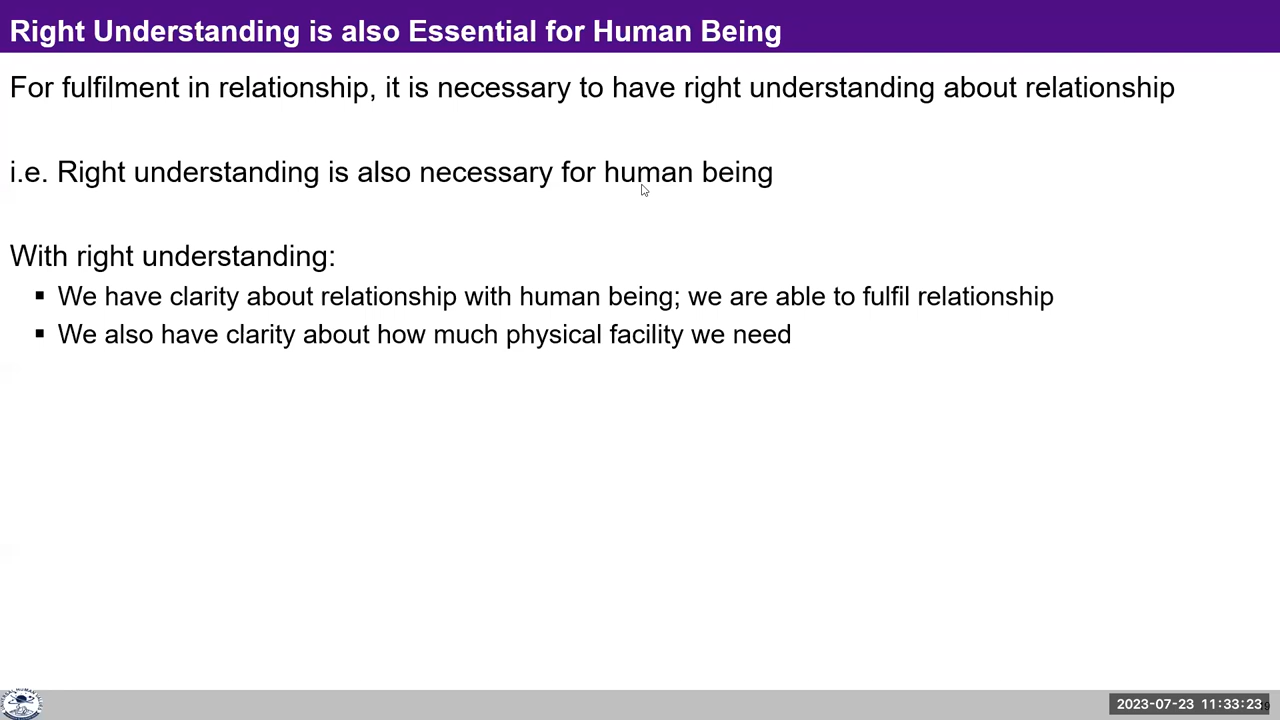 Right Understanding is also Essential for Human Being
For fulfilment in relationship, it is necessary to have right understanding about relationship
i.e. Right understanding is also necessary for human being
With right understanding:
▪ We have clarity about relationship with human being; we are able to fulfil relationship
▪ We also have clarity about how much physical facility we need
2023-07-23 11:33:23